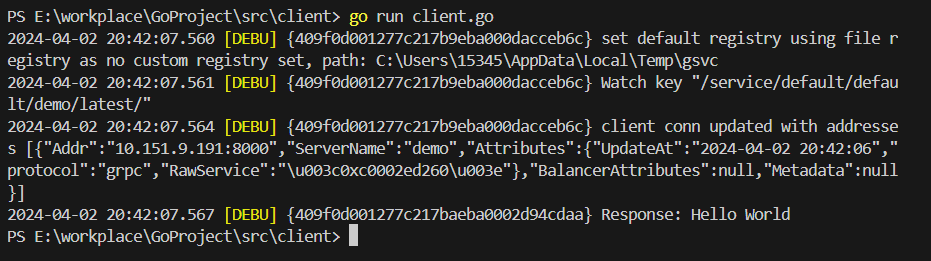 PS E:\workplace\GoProject\src\client> go run client.go
2024-04-02 20:42:07.560 [DEBU] {409f0d001277c217b9eba000dacceb6c} set default registry using file r
egistry as no custom registry set, path: C:\Users\15345\AppData\Local\Temp\gsvc
2024-04-02 20:42:07.561 [DEBU] {409f0d001277c217b9eba000dacceb6c} Watch key "/service/default/defau
lt/demo/latest/"
2024-04-02 20:42:07.564 [DEBU] {409f0d001277c217b9eba000dacceb6c} client conn updated with addresse
s [{"Addr":"10.151.9.191:8000","ServerName":"demo","Attributes":{"UpdateAt":"2024-04-02 20:42:06","
protocol":"grpc","RawService":"\u003c0xc0002ed260\u003e"},"BalancerAttributes":null,"Metadata":null
}]
2024-04-02 20:42:07.567 [DEBU] {409f0d001277c217baeba0002d94cdaa} Response: Hello World
PS E:\workplace\GoProject\src\client>